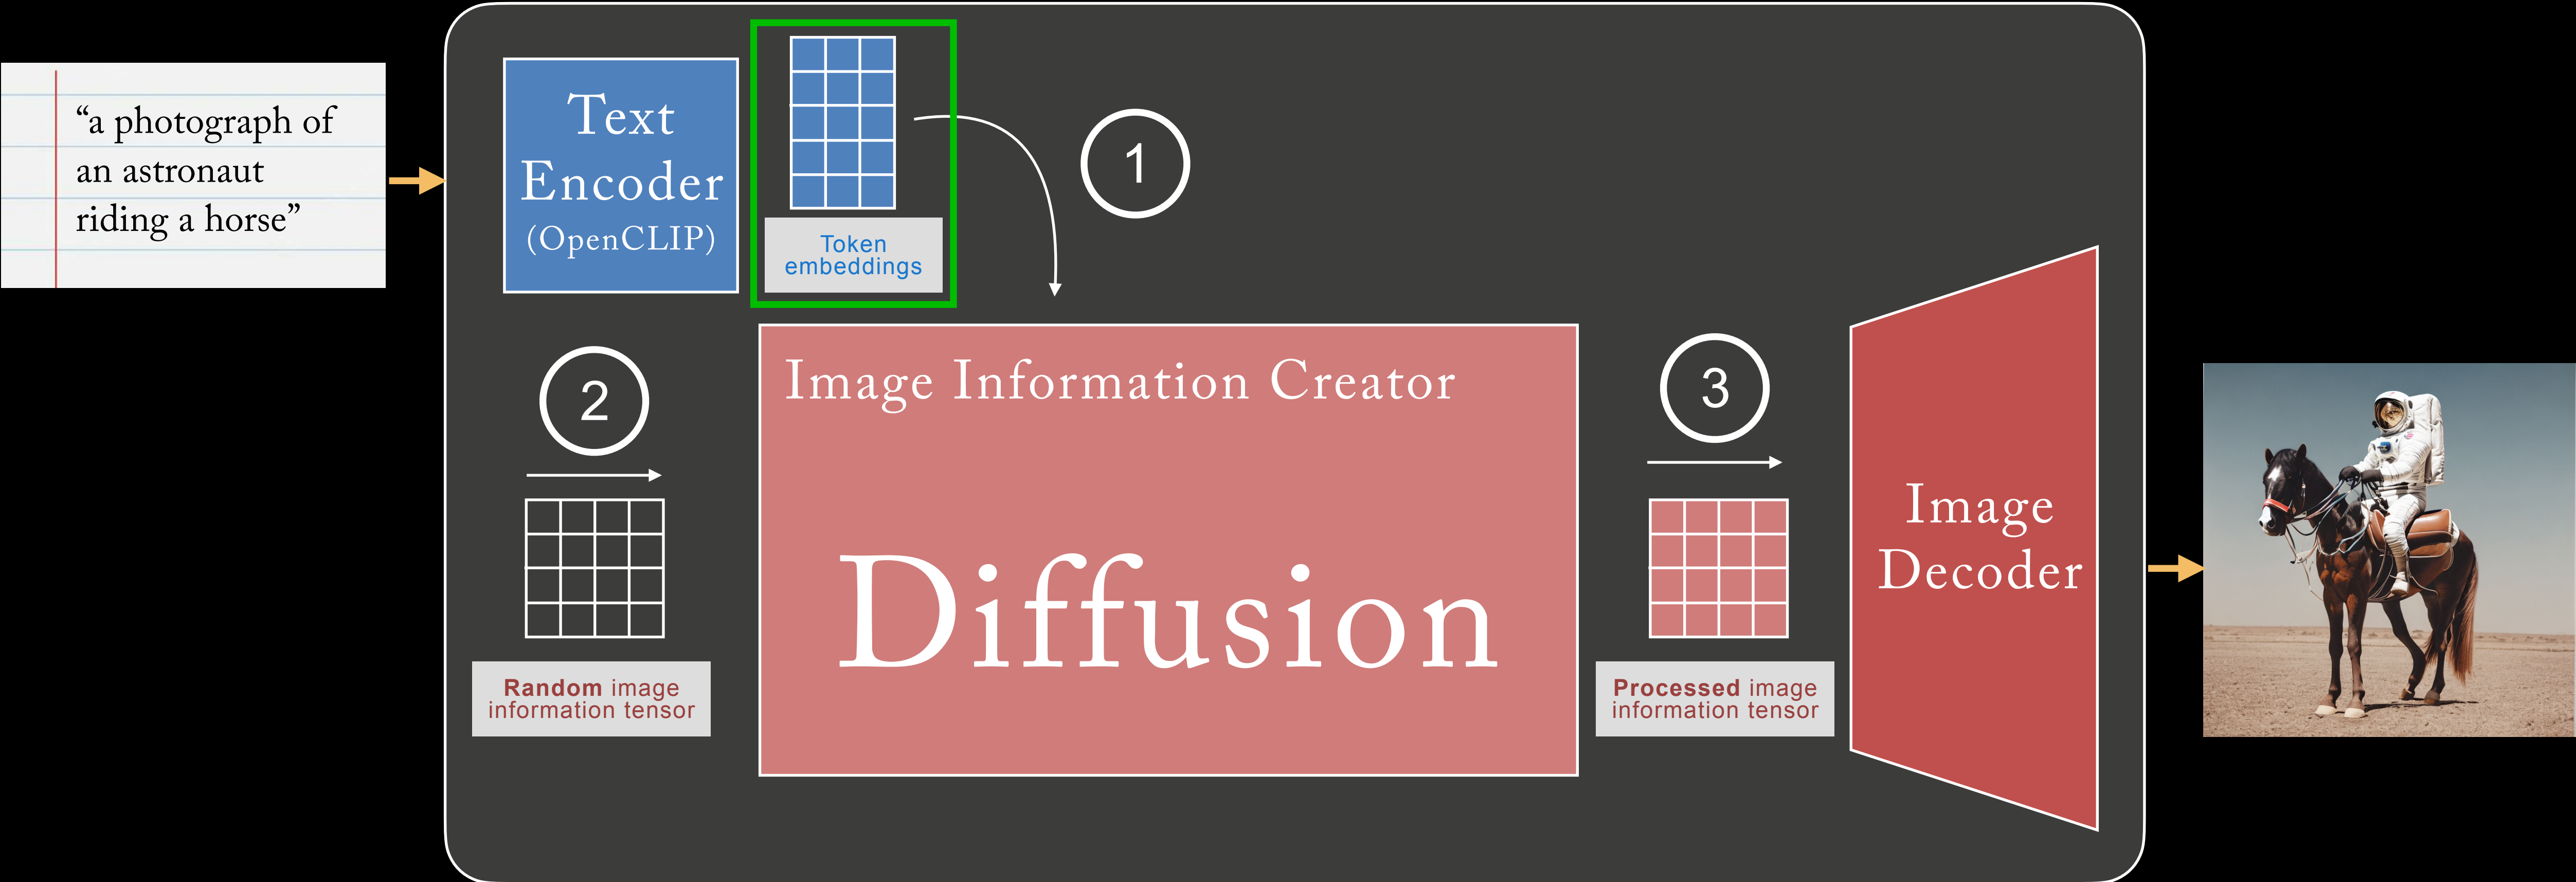 “a photograph of
an astronaut
riding a horse”
Text
Encoder
(OpenCLIP)
Token
embeddings
1
2
Random image
information tensor
Image Information Creator
Diffusion
3
Processed image
information tensor
Image
Decoder